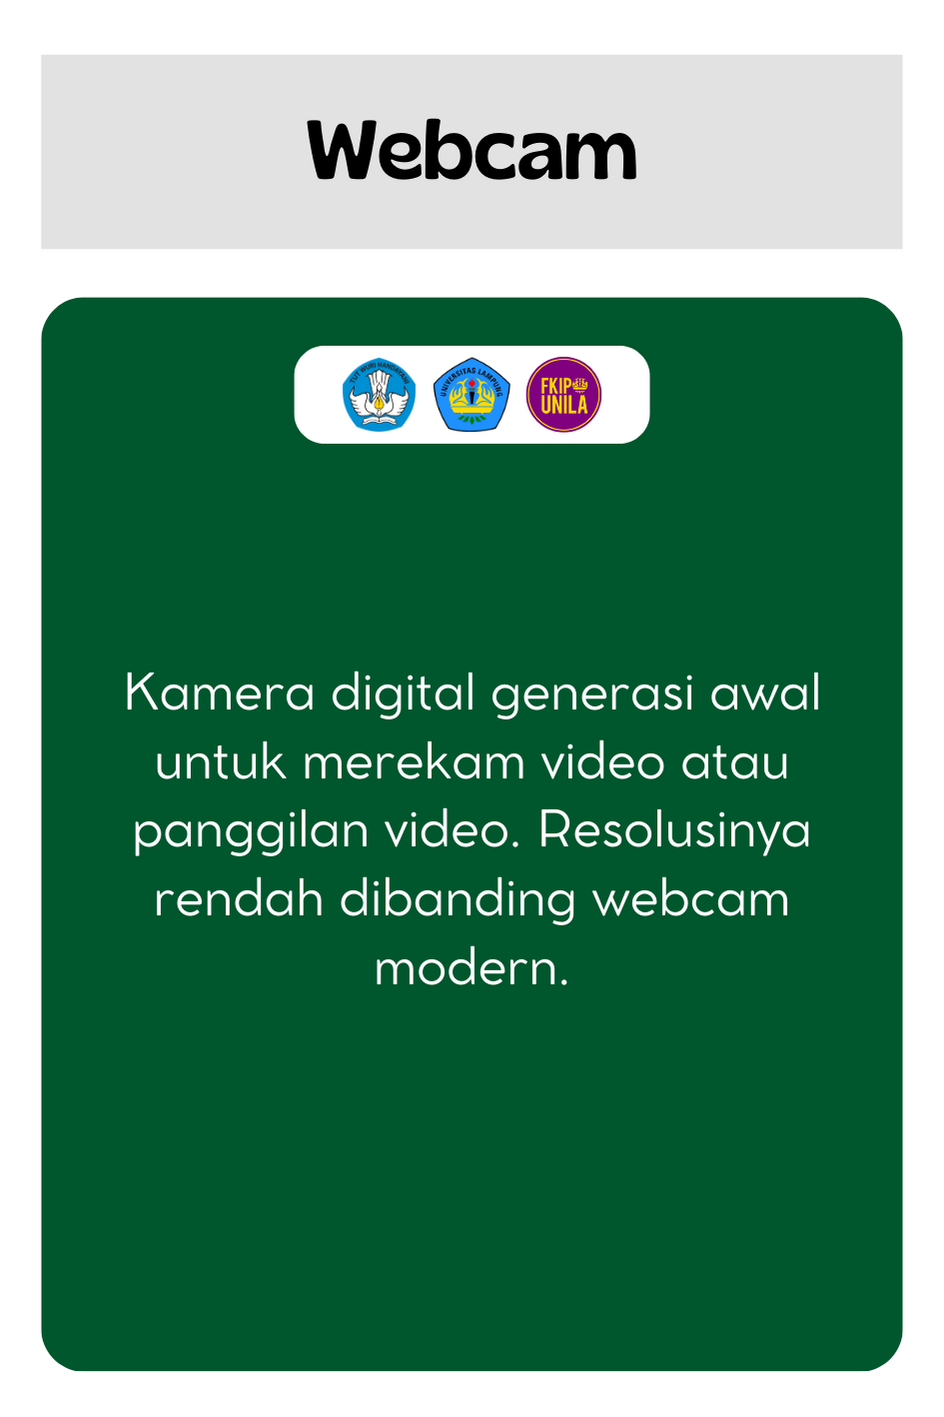 Webcam
TUT WURI HANDAYANI
UNIVERSITAS LAMPUNG
FKIP
UNILA
Kamera digital generasi awal
untuk merekam video atau
panggilan video. Resolusinya
rendah dibanding webcam
modern.